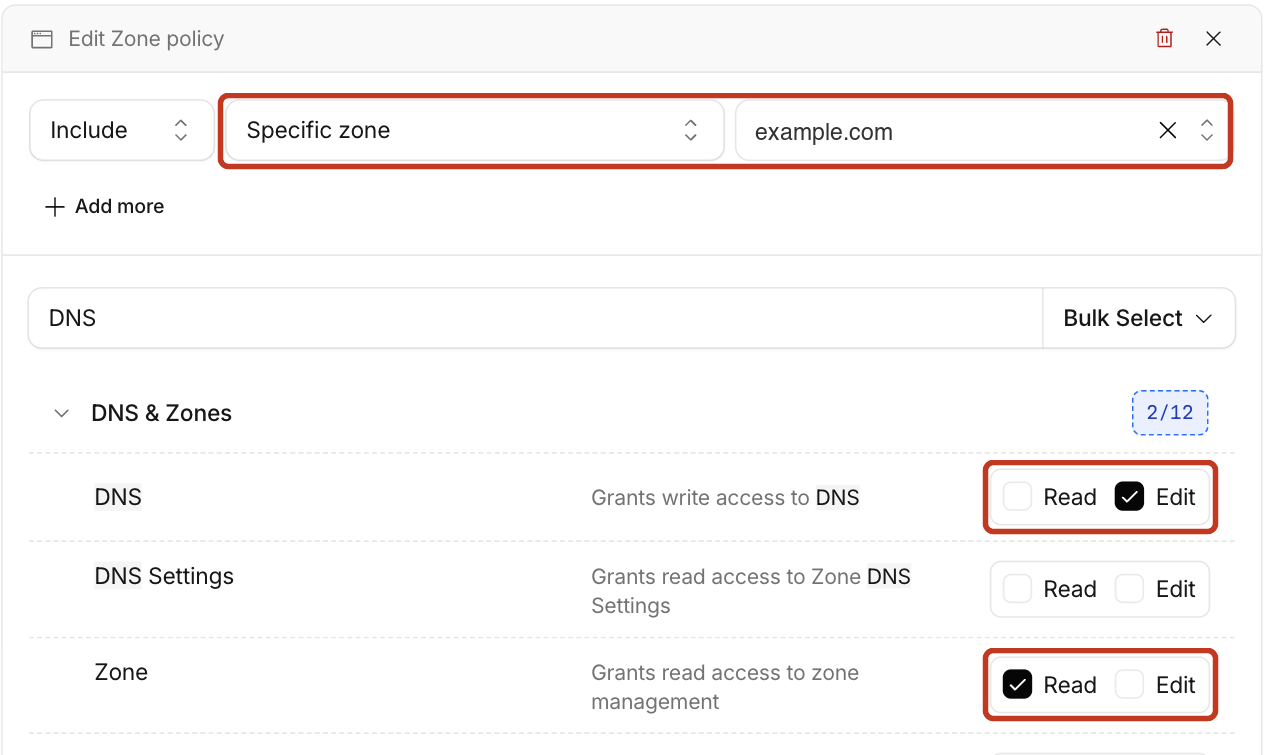 Edit Zone policy
Include Specific zone example.com
Add more
DNS Bulk Select
DNS & Zones 2/12
DNS Grants write access to DNS Read Edit
DNS Settings Grants read access to Zone DNS Read Edit
Settings
Zone Grants read access to zone Read Edit
management